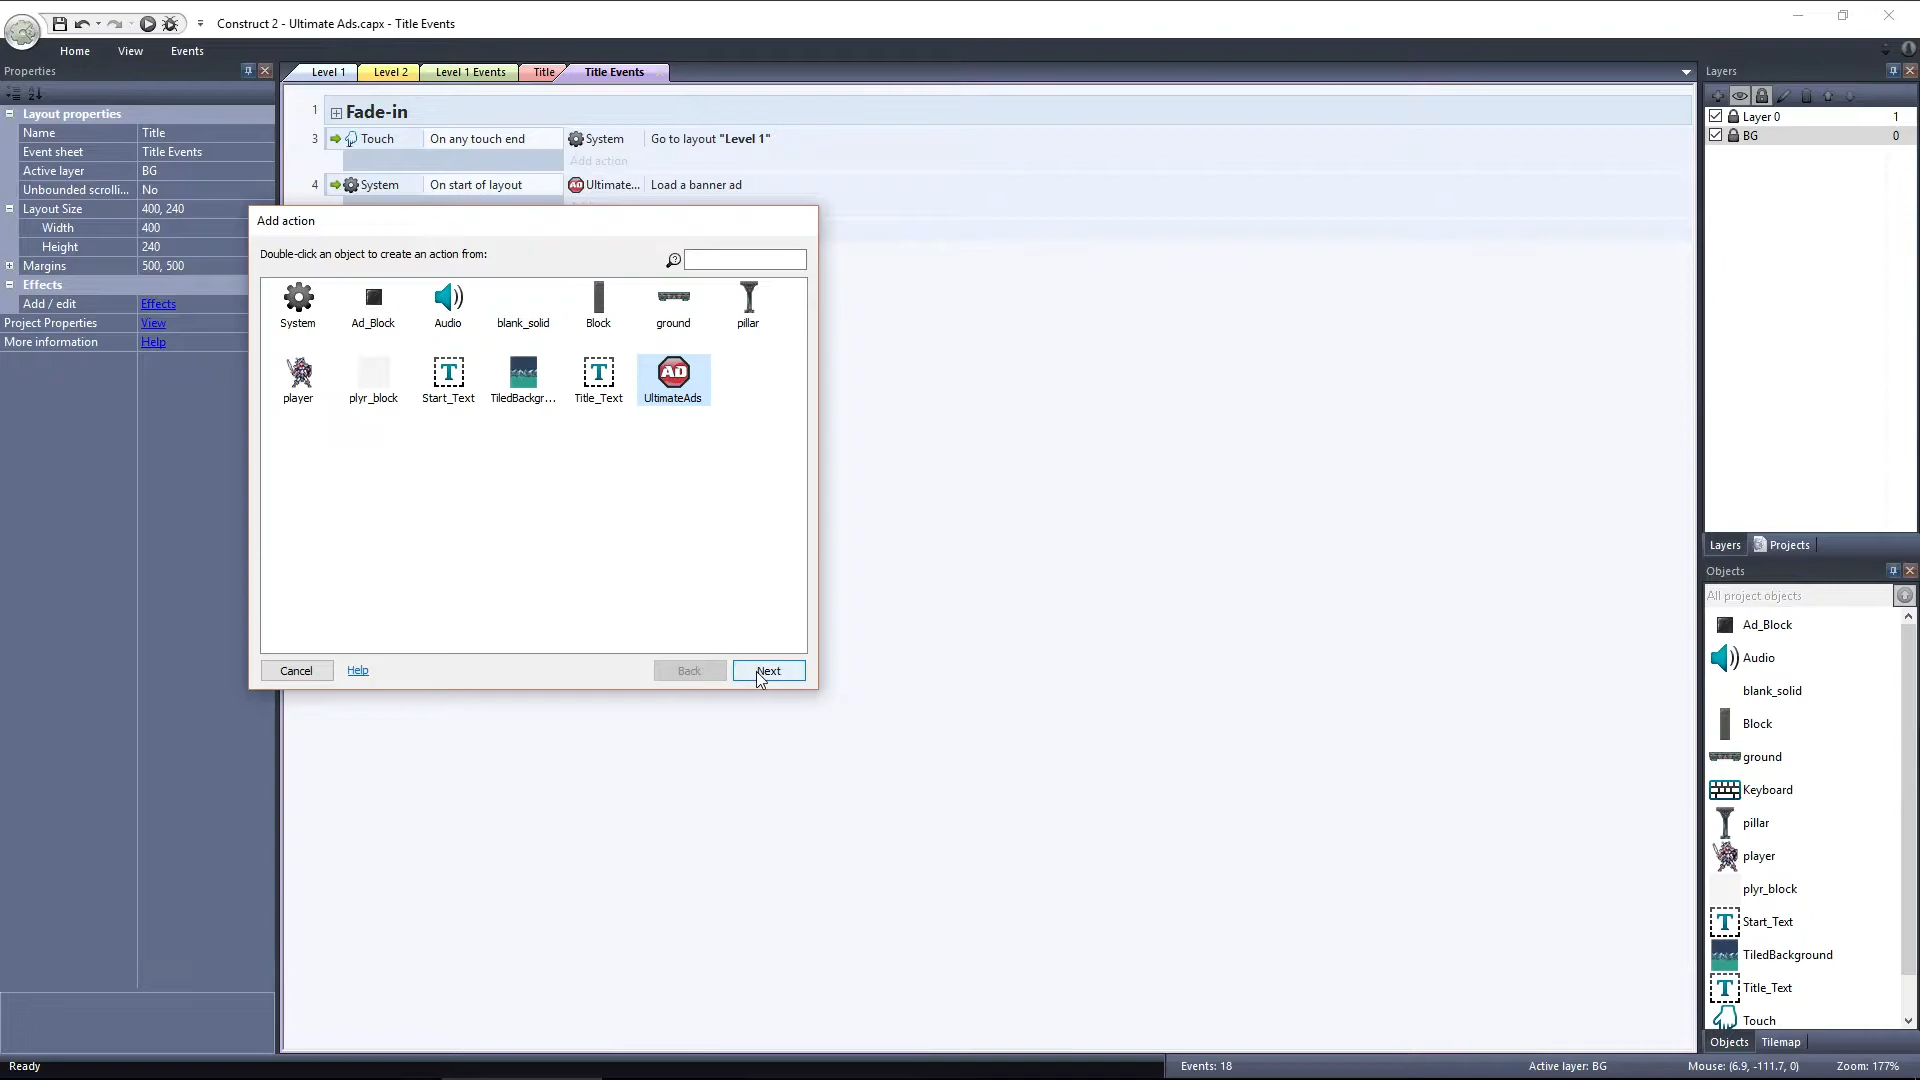 Construct 2 - Ultimate Ads.capx - Title Events
Home View Events
Properties
Layout properties
Name Title
Event sheet Title Events
Active layer BG
Unbounded scrolli... No
Layout Size 400, 240
Width 400
Height 240
Margins 500, 500
Effects
Add / edit Effects
Project Properties View
More information Help
Level 1 Level 2 Level 1 Events Title Title Events
1 Fade-in
3 Touch On any touch end System Go to layout "Level 1"
Add action
4 System On start of layout Ultimate... Load a banner ad
Add action
Double-click an object to create an action from:
System Ad_Block Audio blank_solid Block ground pillar
AD
player plyr_block Start_Text TiledBackgr... Title_Text UltimateAds
Cancel Help Back Next
Layers
Layer 0 1
BG 0
Layers Projects
Objects
All project objects
Ad_Block
Audio
blank_solid
Block
ground
Keyboard
pillar
player
plyr_block
Start_Text
TiledBackground
Title_Text
Touch
Objects Tilemap
Ready Events: 18 Active layer: BG Mouse: (6.9, -111.7, 0) Zoom: 177%